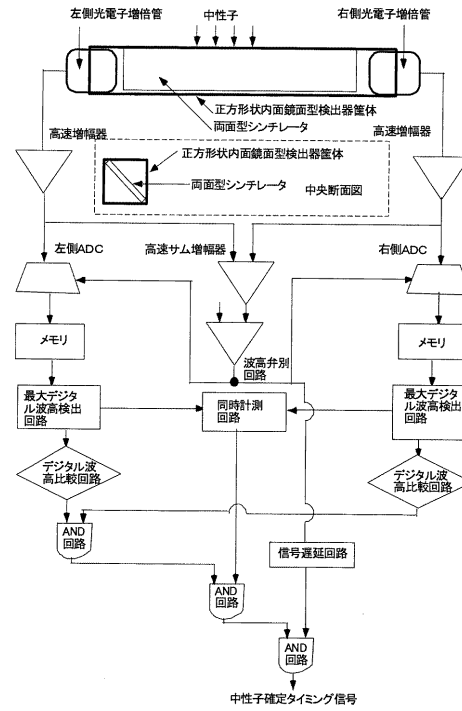 左側光電子増倍管
中性子
右側光電子増倍管
正方形状内面鏡面型検出器筐体
両面型シンチレータ
高速増幅器
高速増幅器
正方形状内面鏡面型検出器筐体
両面型シンチレータ
中央断面図
左側ADC
高速サム増幅器
右側ADC
メモリ
メモリ
波高弁別
回路
最大デジタ
ル波高検出
回路
同時計測
回路
最大デジタ
ル波高検出
回路
デジタル波
高比較回路
デジタル波
高比較回路
AND
回路
信号遅延回路
AND
回路
AND
回路
中性子確定タイミング信号